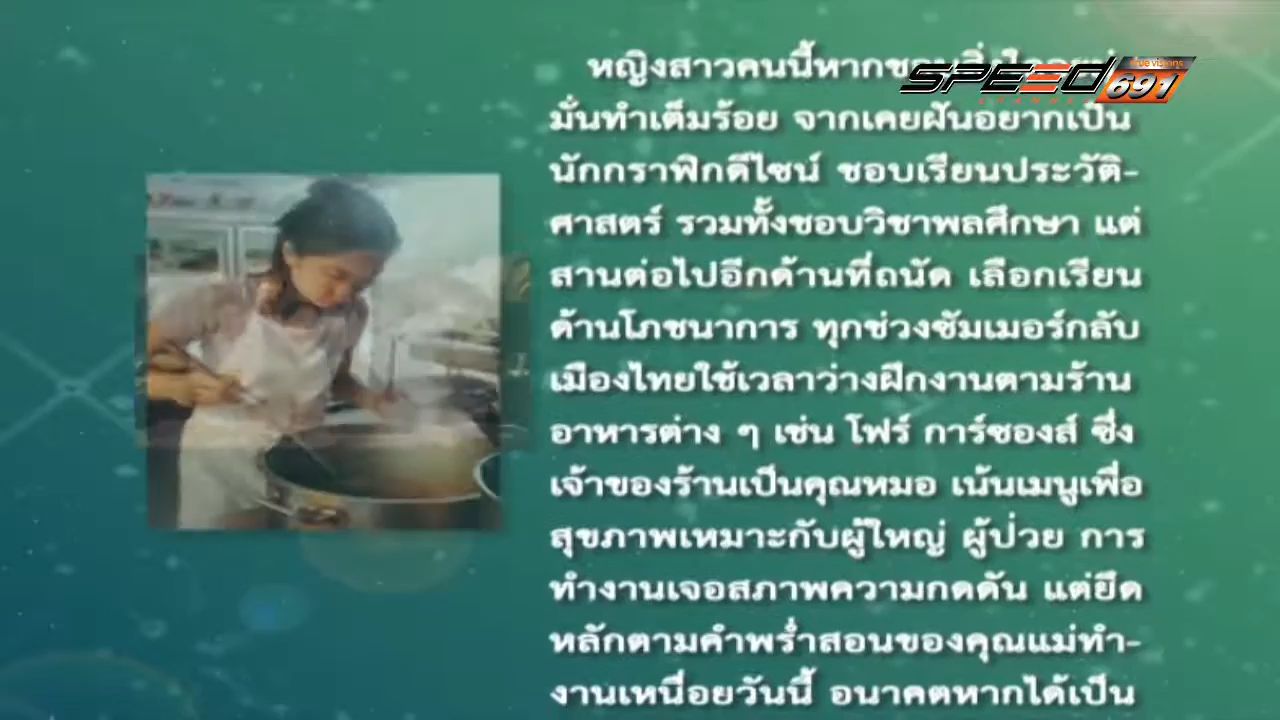 หญิงสาวคนนี้หากชอบสิ่งใด
SPEED
CHANNEL
true visions
691
มั่นทำเต็มร้อย จากเคยฝันอยากเป็น
นักกราฟิกดีไซน์ ชอบเรียนประวัติ-
ศาสตร์ รวมทั้งชอบวิชาพลศึกษา แต่
สานต่อไปอีกด้านที่ถนัด เลือกเรียน
ด้านโภชนาการ ทุกช่วงซัมเมอร์กลับ
เมืองไทยใช้เวลาว่างฝึกงานตามร้าน
อาหารต่าง ๆ เช่น โฟร์ การ์ซองส์ ซึ่ง
เจ้าของร้านเป็นคุณหมอ เน้นเมนูเพื่อ
สุขภาพเหมาะกับผู้ใหญ่ ผู้ป่วย การ
ทำงานเจอสภาพความกดดัน แต่ยึด
หลักตามคำพร่ำสอนของคุณแม่ทำ-
งานเหนื่อยวันนี้ อนาคตหากได้เป็น